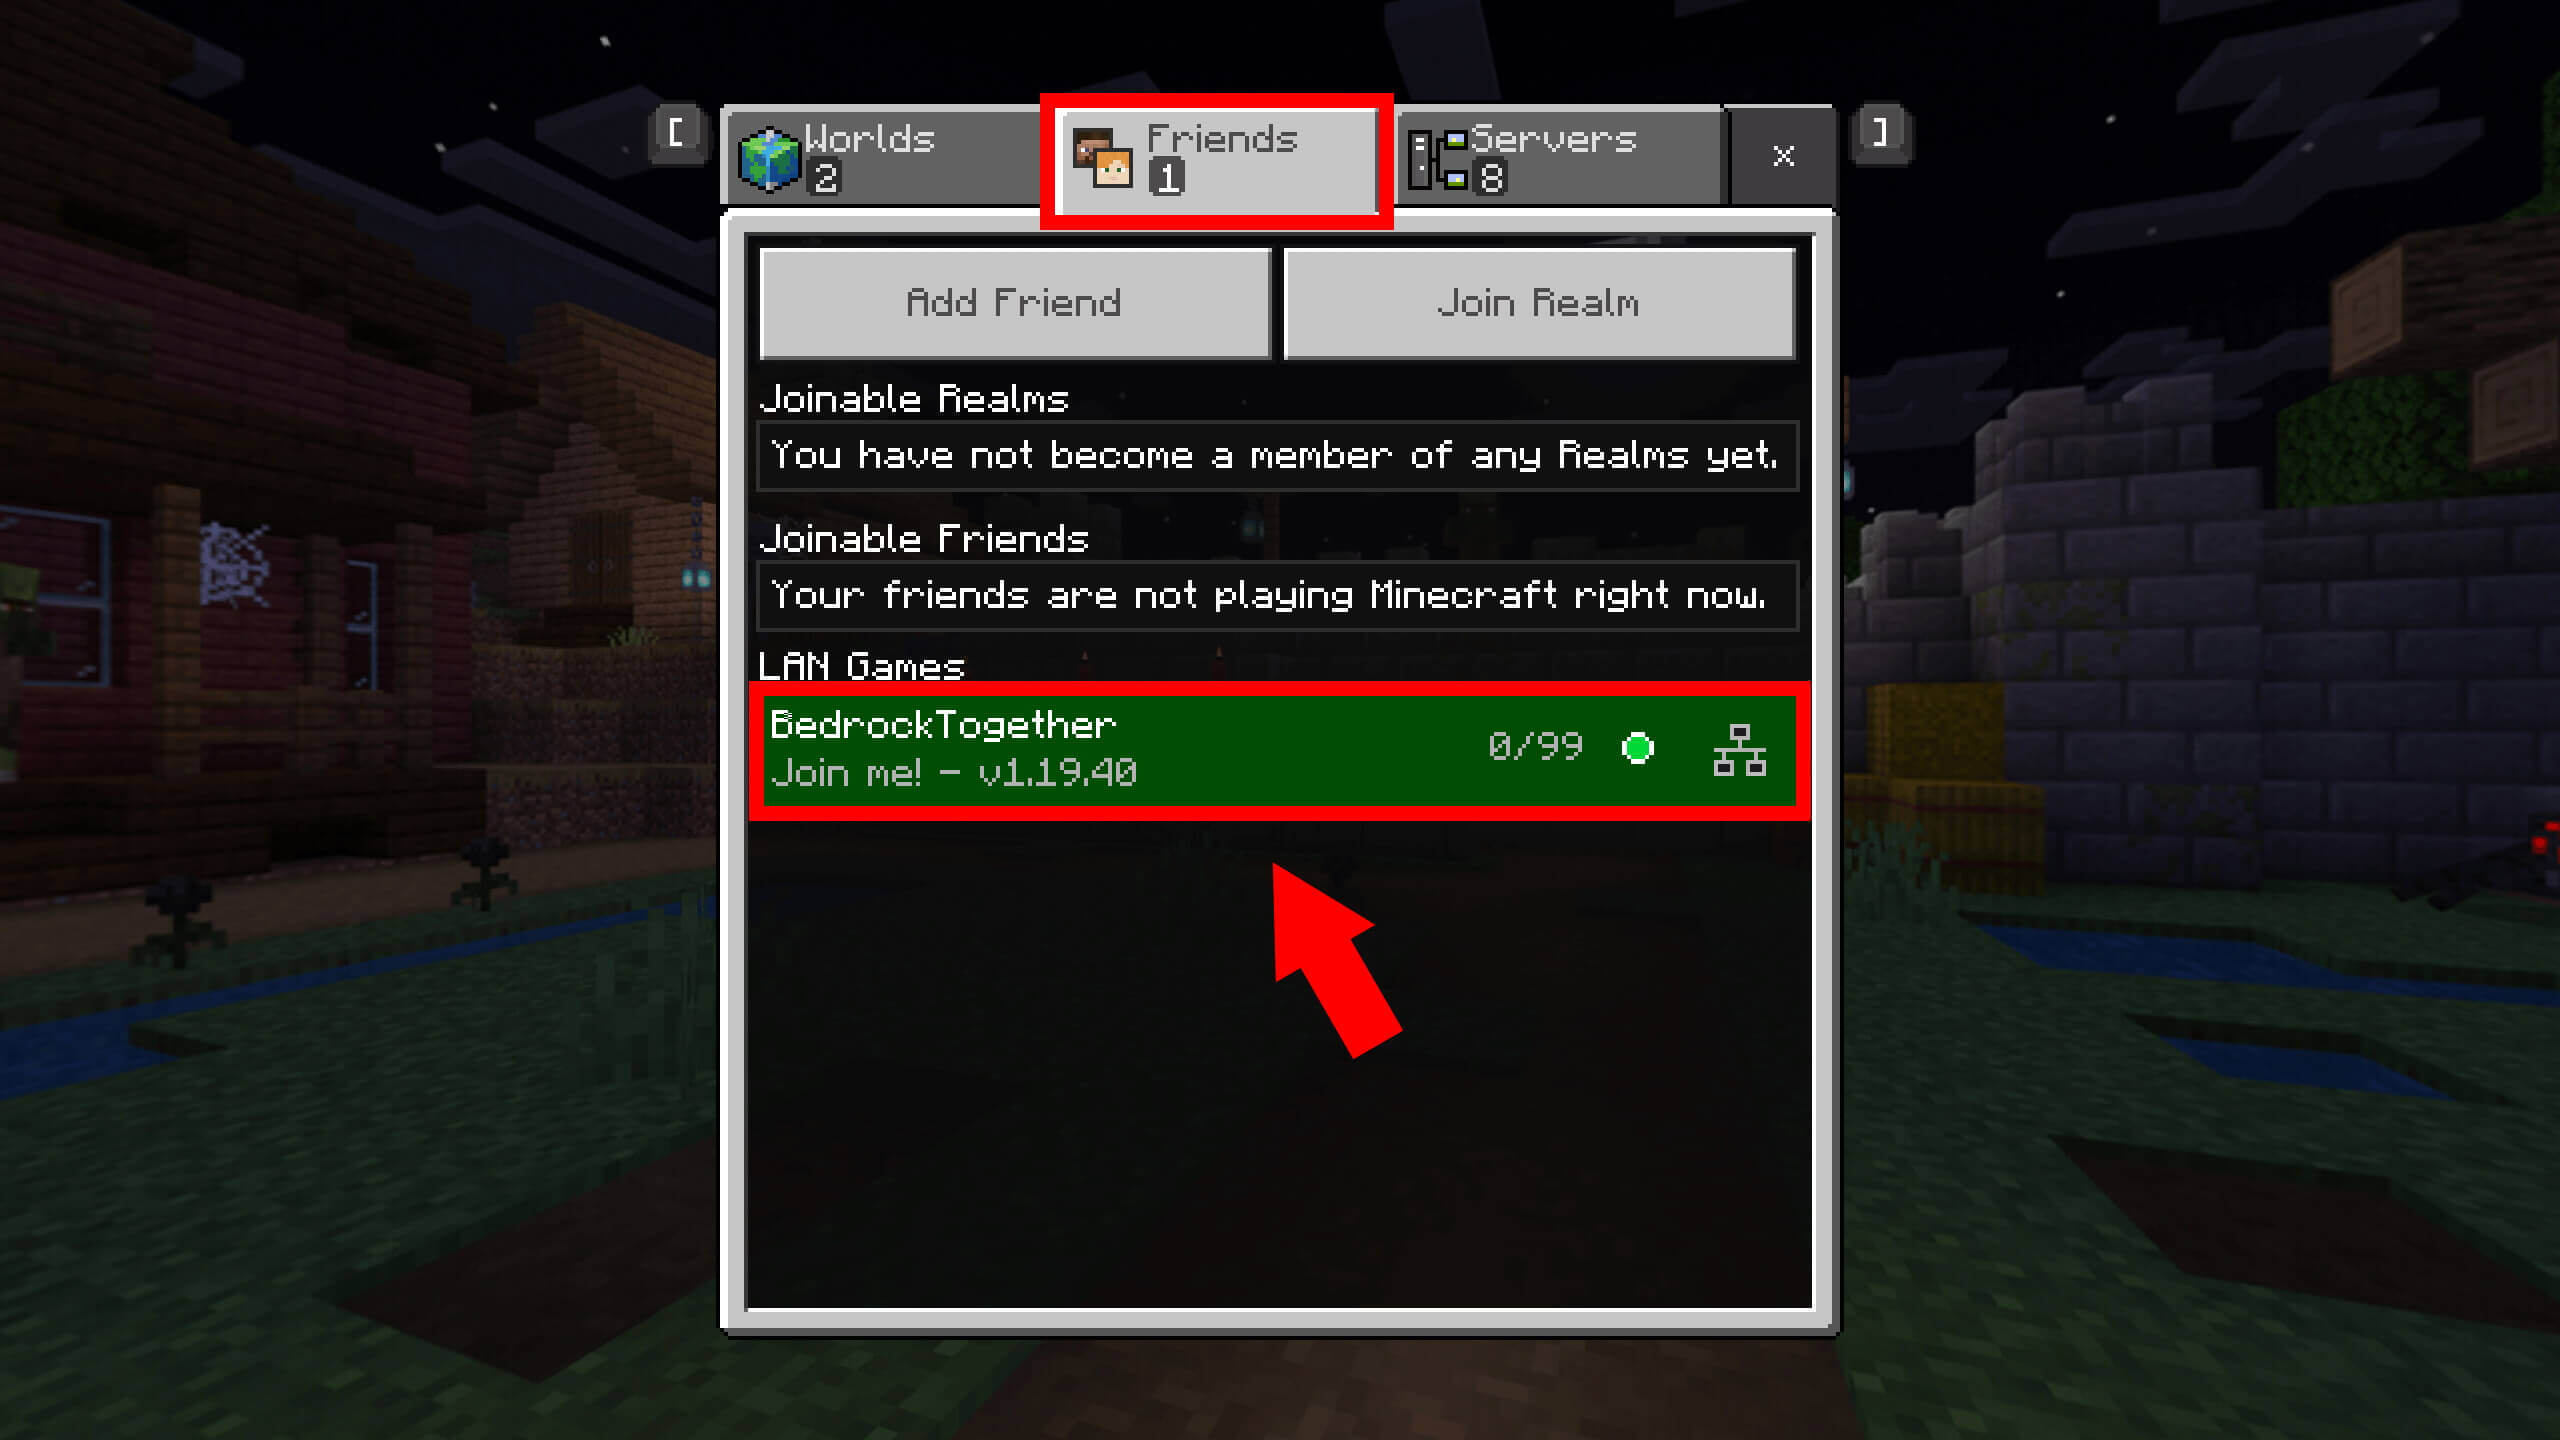 [
Worlds
2
Friends
1
Servers
8
x
]
Add Friend
Join Realm
Joinable Realms
You have not become a member of any Realms yet.
Joinable Friends
Your friends are not playing Minecraft right now.
LAN Games
BedrockTogether
0/99
Join me! - v1.19.40